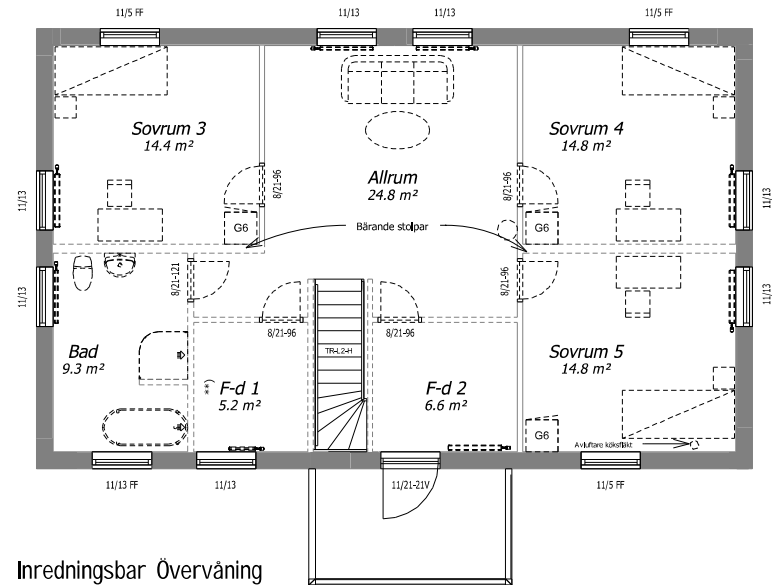 11/5 FF
11/13
11/13
11/5 FF
Sovrum 3
14.4 m²
Sovrum 4
14.8 m²
Allrum
24.8 m²
11/13
8/21-96
8/21-96
11/13
G6
Bärande stolpar
G6
11/13
8/21-121
8/21-96
11/13
8/21-96
8/21-96
TR-L2-H
Bad
9.3 m²
**)
F-d 1
5.2 m²
F-d 2
6.6 m²
Sovrum 5
14.8 m²
G6
Avluftare köksfläkt
11/13 FF
11/13
11/21-21V
11/5 FF
Inredningsbar Övervåning